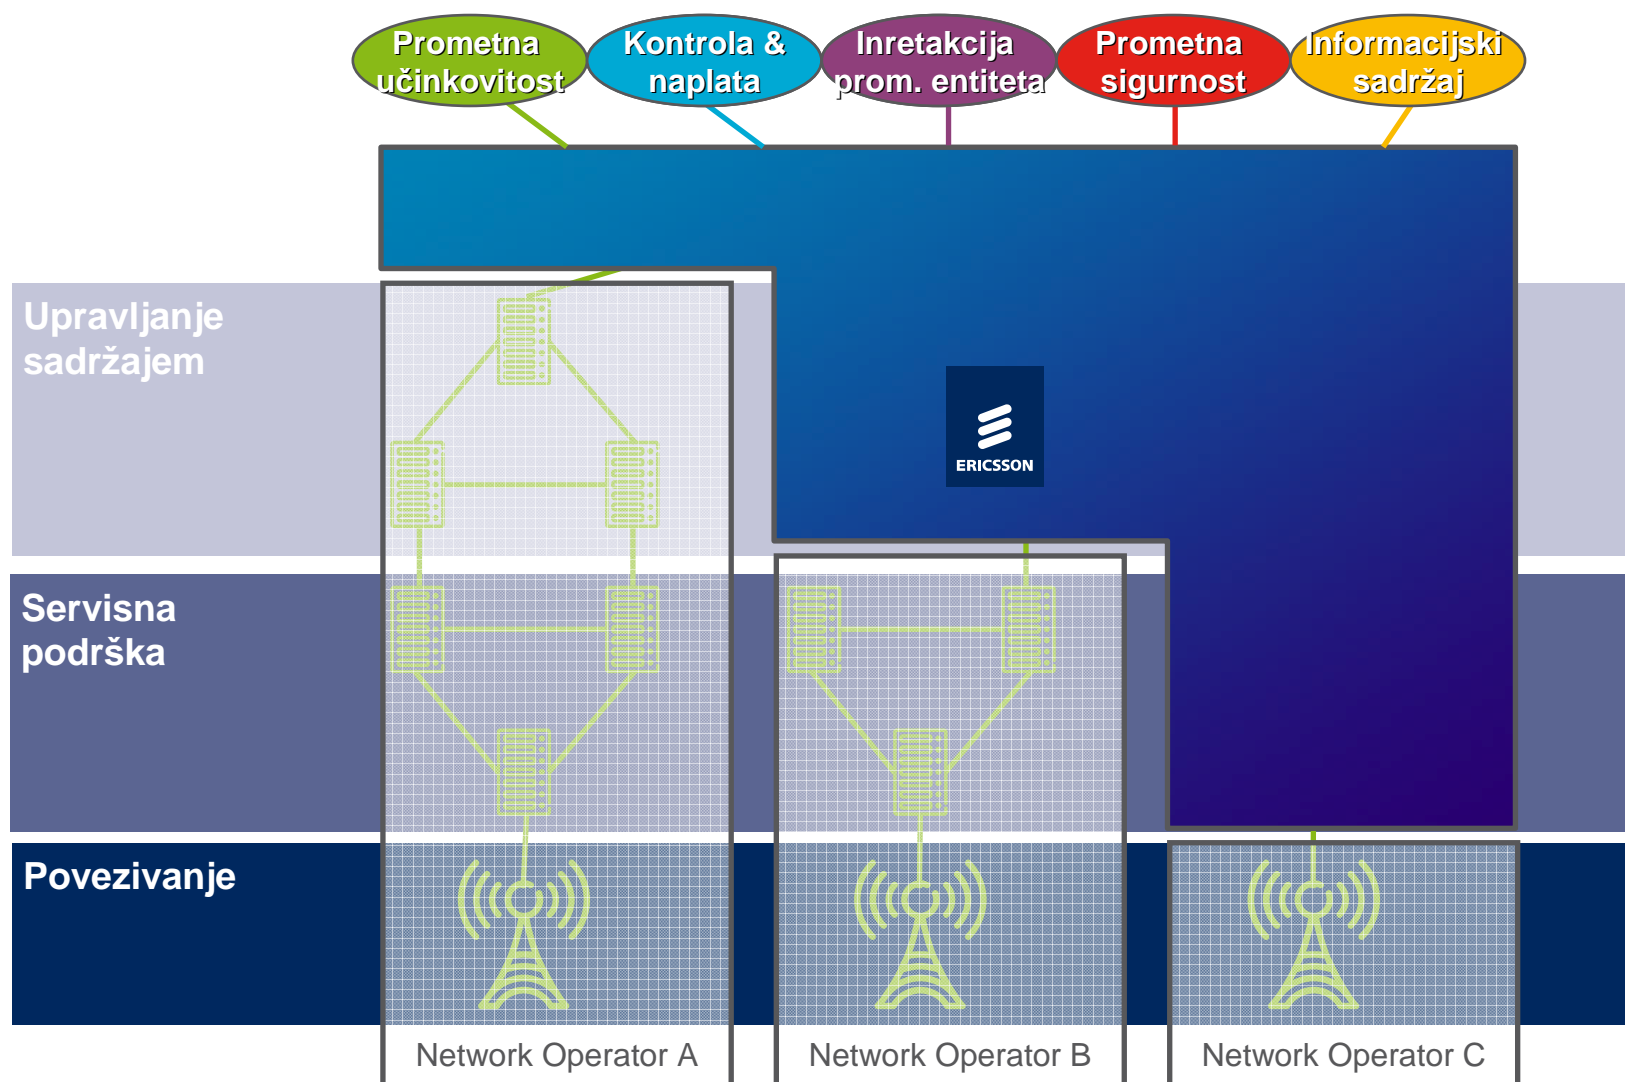 Prometna
učinkovitost
Kontrola &
naplata
Inretakcija
prom. entiteta
Prometna
sigurnost
Informacijski
sadržaj
Upravljanje
sadržajem
ERICSSON
Servisna
podrška
Povezivanje
Network Operator A
Network Operator B
Network Operator C